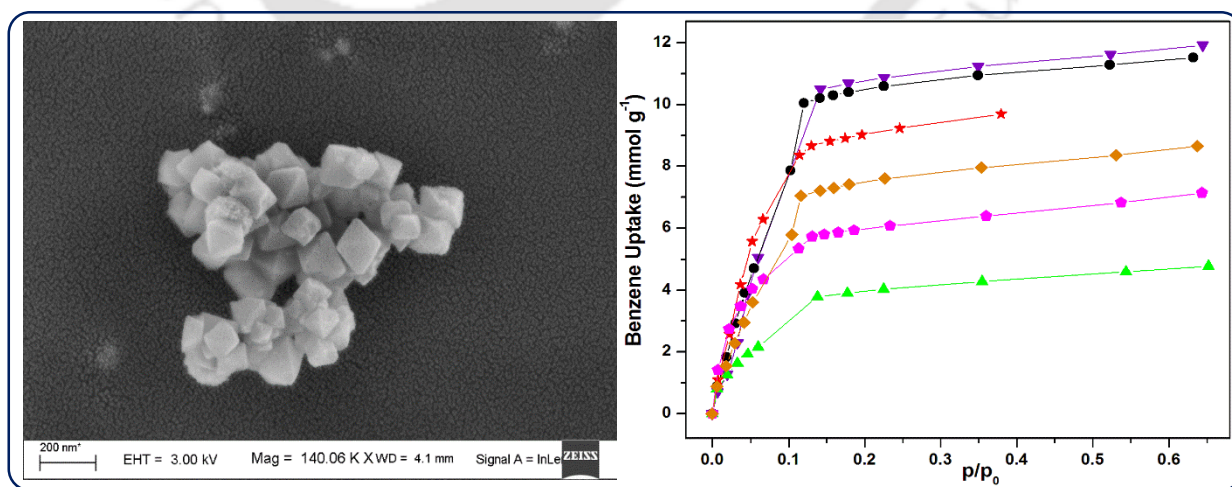 200 nm*
EHT = 3.00 kV
Mag = 140.06 K X
WD = 4.1 mm
Signal A = InLe
ZEISS
Benzene Uptake (mmol g⁻¹)
12
10
8
6
4
2
0
0.0 0.1 0.2 0.3 0.4 0.5 0.6
p/p₀